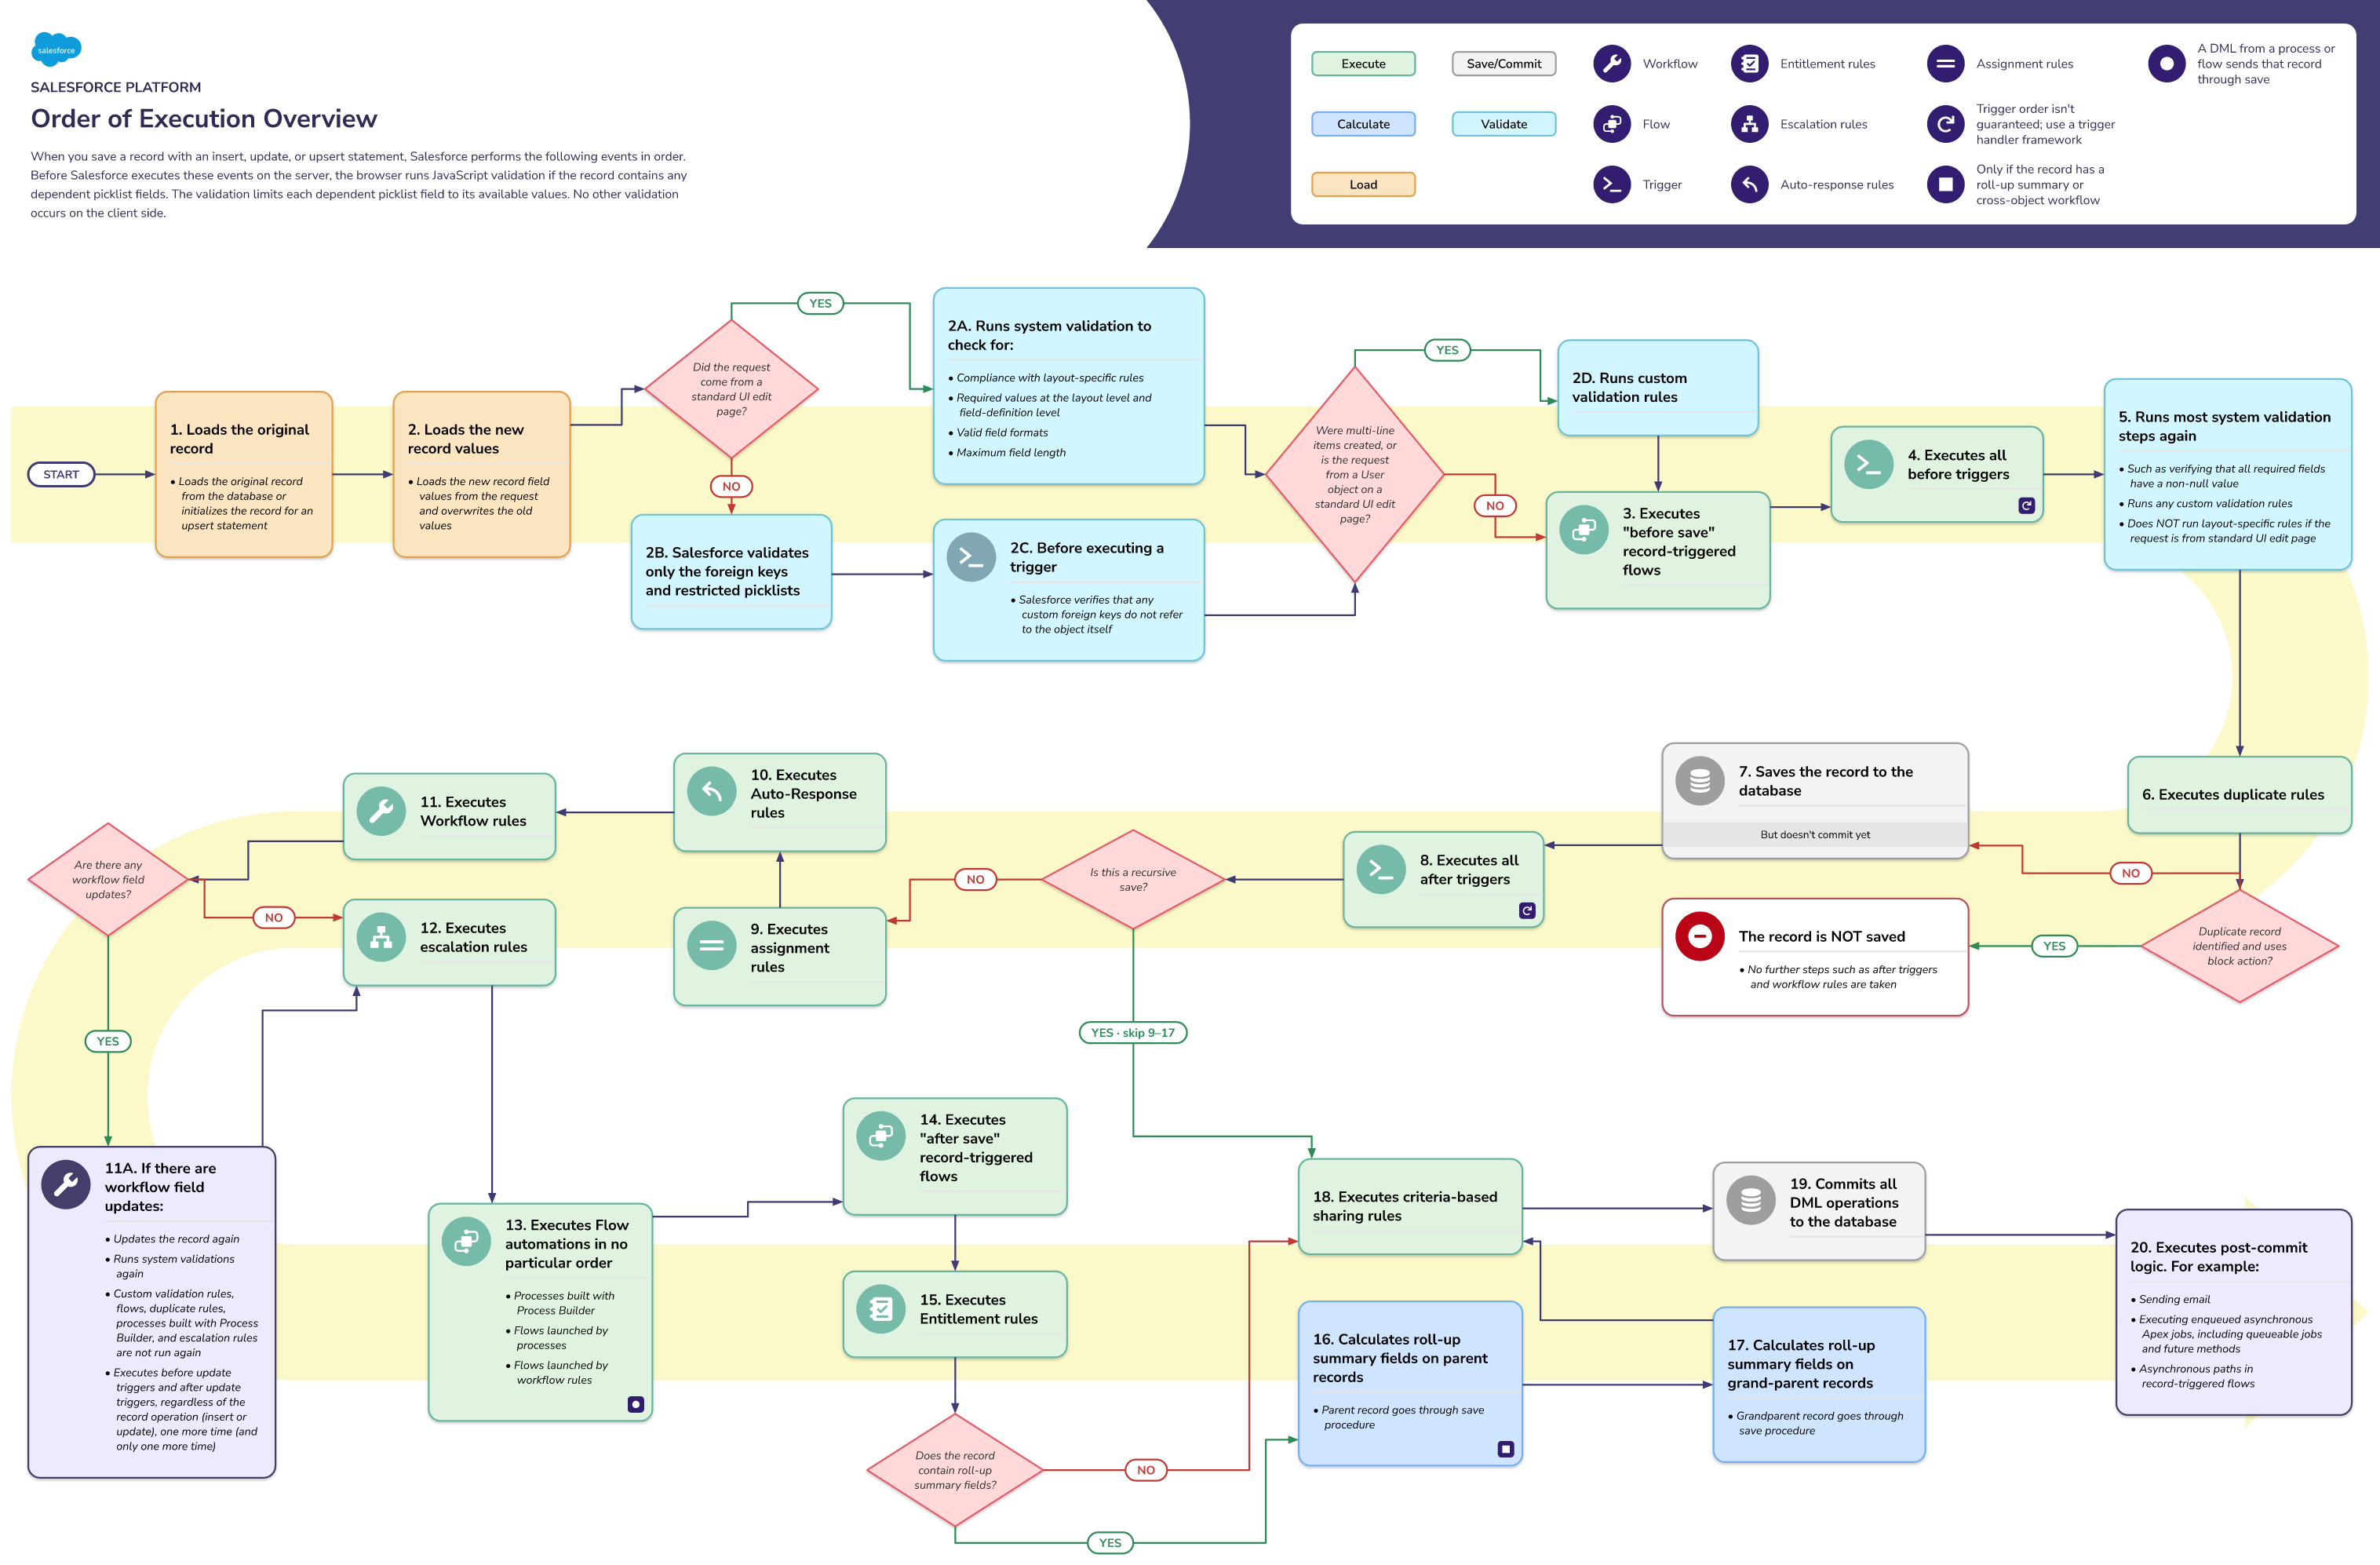 salesforce
SALESFORCE PLATFORM
Order of Execution Overview
When you save a record with an insert, update, or upsert statement, Salesforce performs the following events in order.
Before Salesforce executes these events on the server, the browser runs JavaScript validation if the record contains any
dependent picklist fields. The validation limits each dependent picklist field to its available values. No other validation
occurs on the client side.
Execute
Save/Commit
Workflow
Entitlement rules
Assignment rules
A DML from a process or
flow sends that record
through save
Calculate
Validate
Flow
Escalation rules
Trigger order isn't
guaranteed; use a trigger
handler framework
Load
Trigger
Auto-response rules
Only if the record has a
roll-up summary or
cross-object workflow
START
1. Loads the original
record
• Loads the original record
from the database or
initializes the record for an
upsert statement
2. Loads the new
record values
• Loads the new record field
values from the request
and overwrites the old
values
Did the request
come from a
standard UI edit
page?
YES
NO
2A. Runs system validation to
check for:
• Compliance with layout-specific rules
• Required values at the layout level and
field-definition level
• Valid field formats
• Maximum field length
2B. Salesforce validates
only the foreign keys
and restricted picklists
2C. Before executing a
trigger
• Salesforce verifies that any
custom foreign keys do not refer
to the object itself
Were multi-line
items created, or
is the request
from a User
object on a
standard UI edit
page?
YES
NO
2D. Runs custom
validation rules
3. Executes
"before save"
record-triggered
flows
4. Executes all
before triggers
5. Runs most system validation
steps again
• Such as verifying that all required fields
have a non-null value
• Runs any custom validation rules
• Does NOT run layout-specific rules if the
request is from standard UI edit page
6. Executes duplicate rules
Duplicate record
identified and uses
block action?
NO
YES
7. Saves the record to the
database
But doesn't commit yet
The record is NOT saved
• No further steps such as after triggers
and workflow rules are taken
8. Executes all
after triggers
Is this a recursive
save?
NO
YES · skip 9–17
9. Executes
assignment
rules
10. Executes
Auto-Response
rules
11. Executes
Workflow rules
Are there any
workflow field
updates?
NO
YES
12. Executes
escalation rules
11A. If there are
workflow field
updates:
• Updates the record again
• Runs system validations
again
• Custom validation rules,
flows, duplicate rules,
processes built with Process
Builder, and escalation rules
are not run again
• Executes before update
triggers and after update
triggers, regardless of the
record operation (insert or
update), one more time (and
only one more time)
13. Executes Flow
automations in no
particular order
• Processes built with
Process Builder
• Flows launched by
processes
• Flows launched by
workflow rules
14. Executes
"after save"
record-triggered
flows
15. Executes
Entitlement rules
Does the record
contain roll-up
summary fields?
NO
YES
16. Calculates roll-up
summary fields on parent
records
• Parent record goes through save
procedure
17. Calculates roll-up
summary fields on
grand-parent records
• Grandparent record goes through
save procedure
18. Executes criteria-based
sharing rules
19. Commits all
DML operations
to the database
20. Executes post-commit
logic. For example:
• Sending email
• Executing enqueued asynchronous
Apex jobs, including queueable jobs
and future methods
• Asynchronous paths in
record-triggered flows